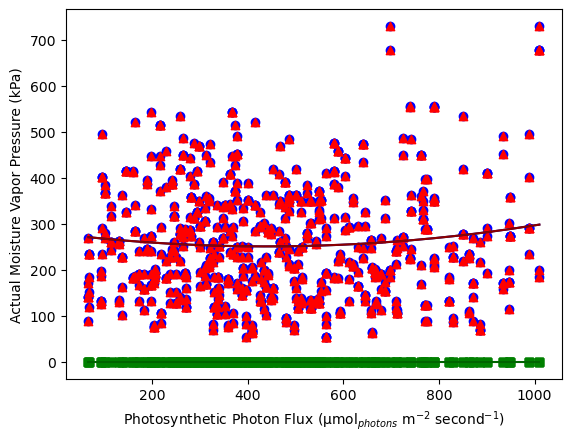 700
600
500
400
300
200
100
0
Actual Moisture Vapor Pressure (kPa)
200 400 600 800 1000
Photosynthetic Photon Flux (μmol$_{photons}$ m$^{-2}$ second$^{-1}$)